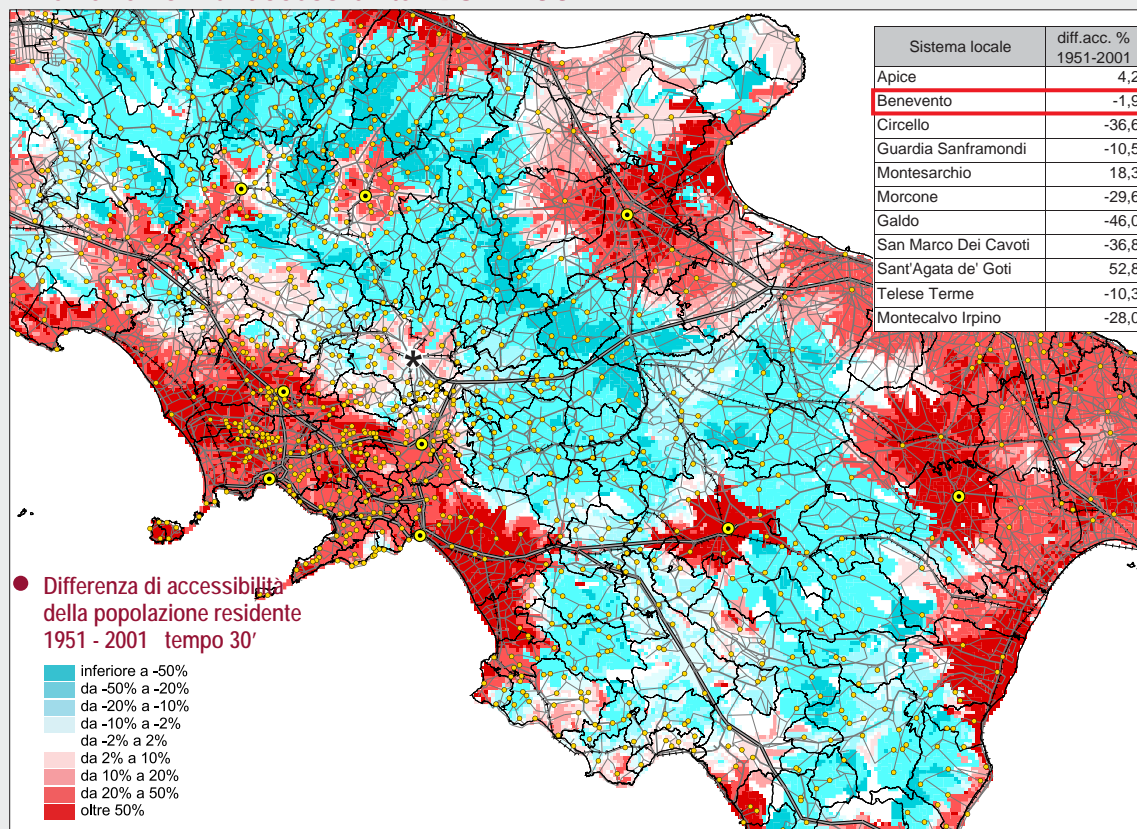 Sistema locale diff.acc. % 1951-2001
Apice 4,2
Benevento -1,9
Circello -36,6
Guardia Sanframondi -10,5
Montesarchio 18,3
Morcone -29,6
Galdo -46,0
San Marco Dei Cavoti -36,8
Sant'Agata de' Goti 52,8
Telese Terme -10,3
Montecalvo Irpino -28,0
Differenza di accessibilità
della popolazione residente
1951 - 2001 tempo 30'
inferiore a -50%
da -50% a -20%
da -20% a -10%
da -10% a -2%
da -2% a 2%
da 2% a 10%
da 10% a 20%
da 20% a 50%
oltre 50%